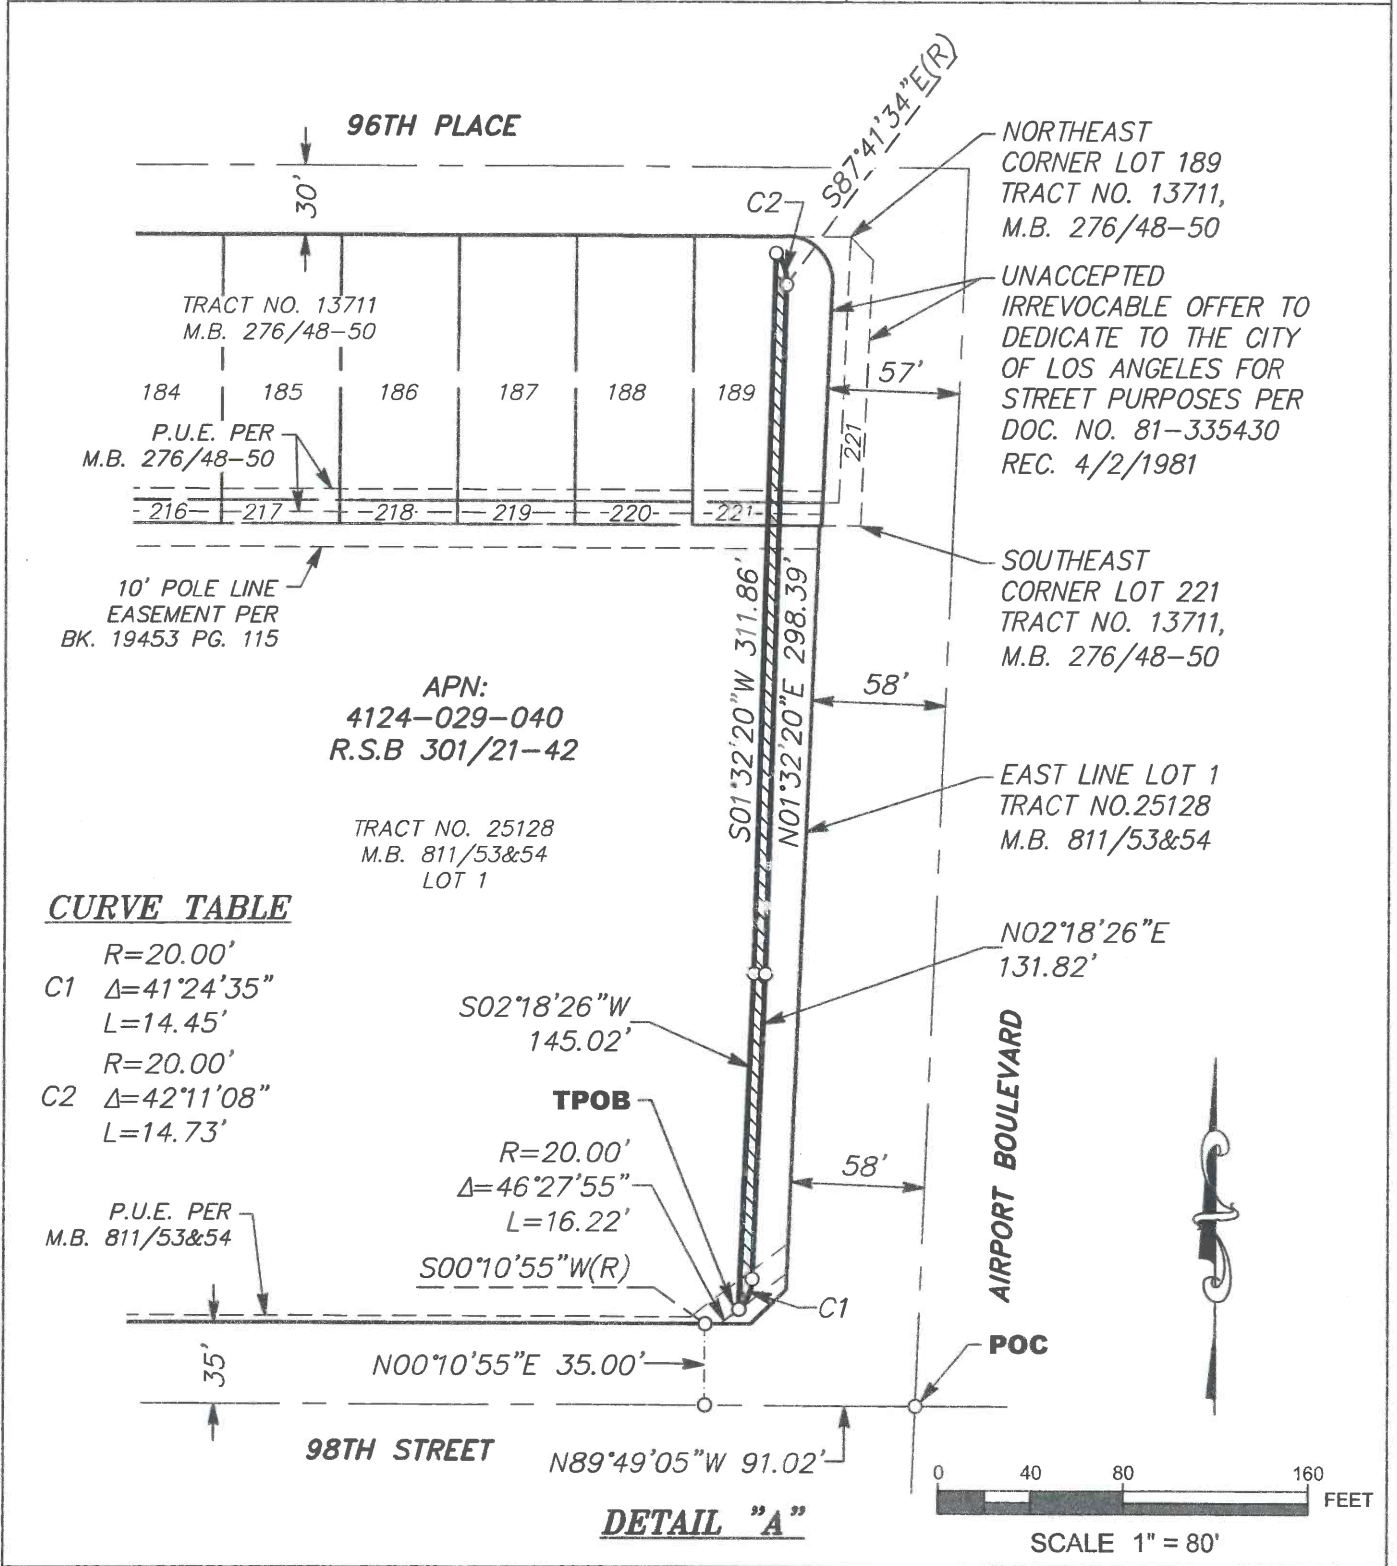 96TH PLACE
30'
S87°41'34"E(R)
C2
NORTHEAST
CORNER LOT 189
TRACT NO. 13711,
M.B. 276/48-50
UNACCEPTED
IRREVOCABLE OFFER TO
DEDICATE TO THE CITY
OF LOS ANGELES FOR
STREET PURPOSES PER
DOC. NO. 81-335430
REC. 4/2/1981
TRACT NO. 13711
M.B. 276/48-50
184
185
186
187
188
189
57'
221
P.U.E. PER
M.B. 276/48-50
216
217
218
219
220
221
10' POLE LINE
EASEMENT PER
BK. 19453 PG. 115
SOUTHEAST
CORNER LOT 221
TRACT NO. 13711,
M.B. 276/48-50
S01°32'20"W 311.86'
N01°32'20"E 298.39'
58'
APN:
4124-029-040
R.S.B 301/21-42
EAST LINE LOT 1
TRACT NO.25128
M.B. 811/53&54
TRACT NO. 25128
M.B. 811/53&54
LOT 1
CURVE TABLE
R=20.00'
C1 Δ=41°24'35"
L=14.45'
R=20.00'
C2 Δ=42°11'08"
L=14.73'
N02°18'26"E
131.82'
S02°18'26"W
145.02'
TPOB
R=20.00'
Δ=46°27'55"
L=16.22'
S00°10'55"W(R)
58'
AIRPORT BOULEVARD
P.U.E. PER
M.B. 811/53&54
C1
POC
35'
N00°10'55"E 35.00'
98TH STREET
N89°49'05"W 91.02'
DETAIL "A"
0 40 80 160
FEET
SCALE 1" = 80'